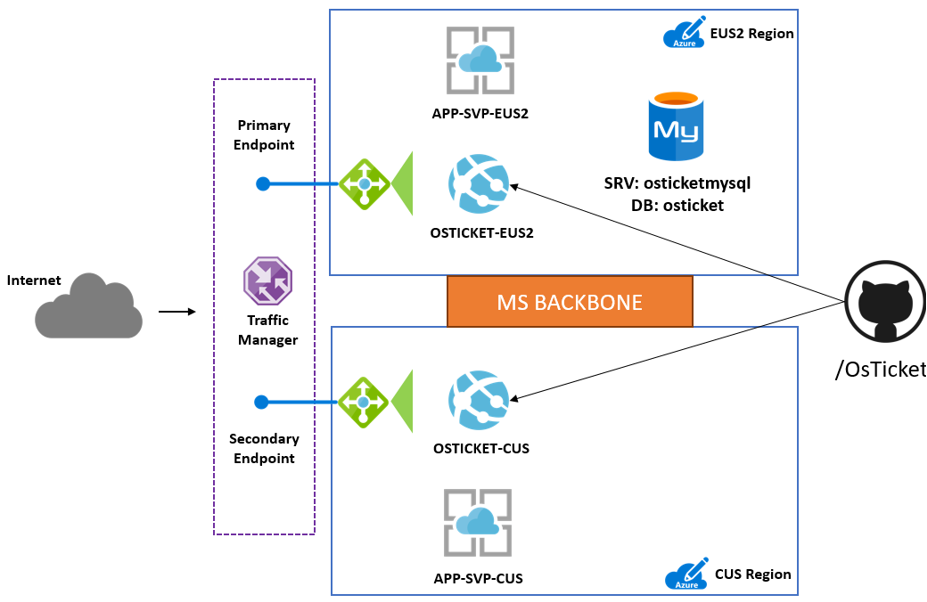 Azure
EUS2 Region
APP-SVP-EUS2
My
Primary
Endpoint
SRV: osticketmysql
DB: osticket
OSTICKET-EUS2
Internet
Traffic
Manager
MS BACKBONE
/OsTicket
Secondary
Endpoint
OSTICKET-CUS
APP-SVP-CUS
Azure
CUS Region